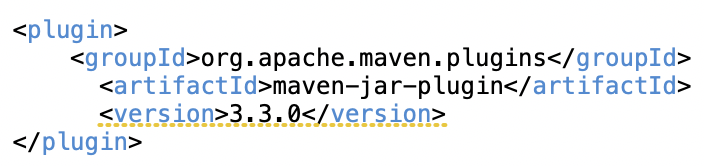 <plugin>
    <groupId>org.apache.maven.plugins</groupId>
      <artifactId>maven-jar-plugin</artifactId>
      <version>3.3.0</version>
</plugin>